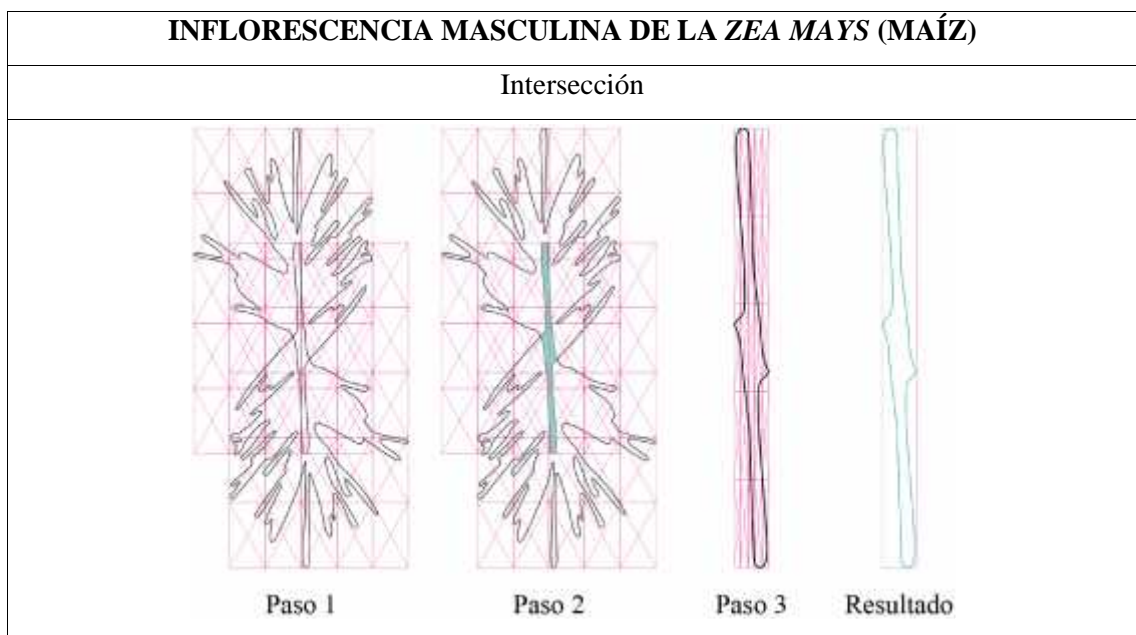 INFLORESCENCIA MASCULINA DE LA ZEA MAYS (MAÍZ)
Intersección
Paso 1 Paso 2 Paso 3 Resultado